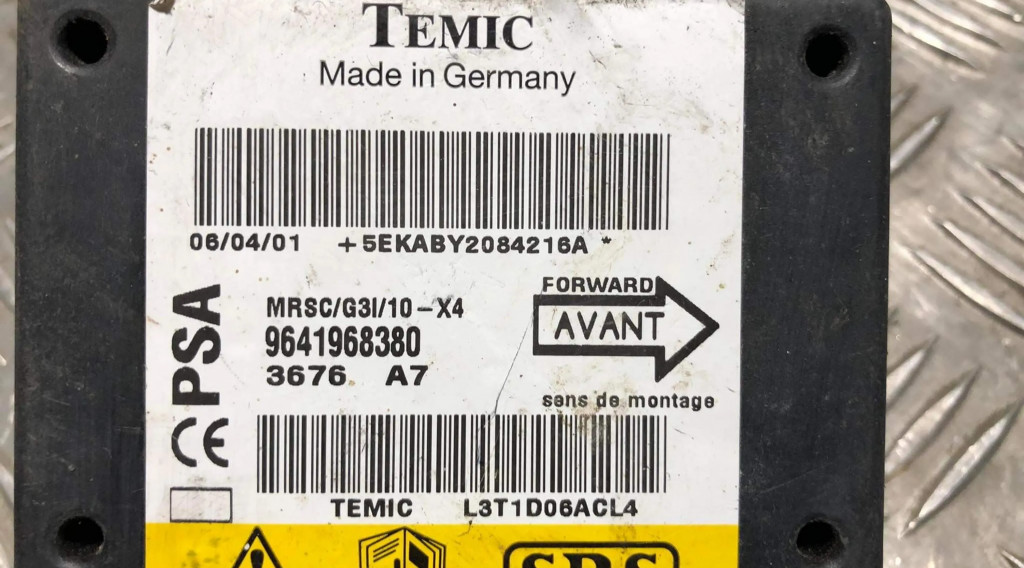 TEMIC
Made in Germany
06/04/01 +5EKABY2084216A *
PSA
CE
MRSC/G3I/10-X4
9641968380
3676 A7
FORWARD
AVANT
sens de montage
TEMIC L3T1D06ACL4
SRS